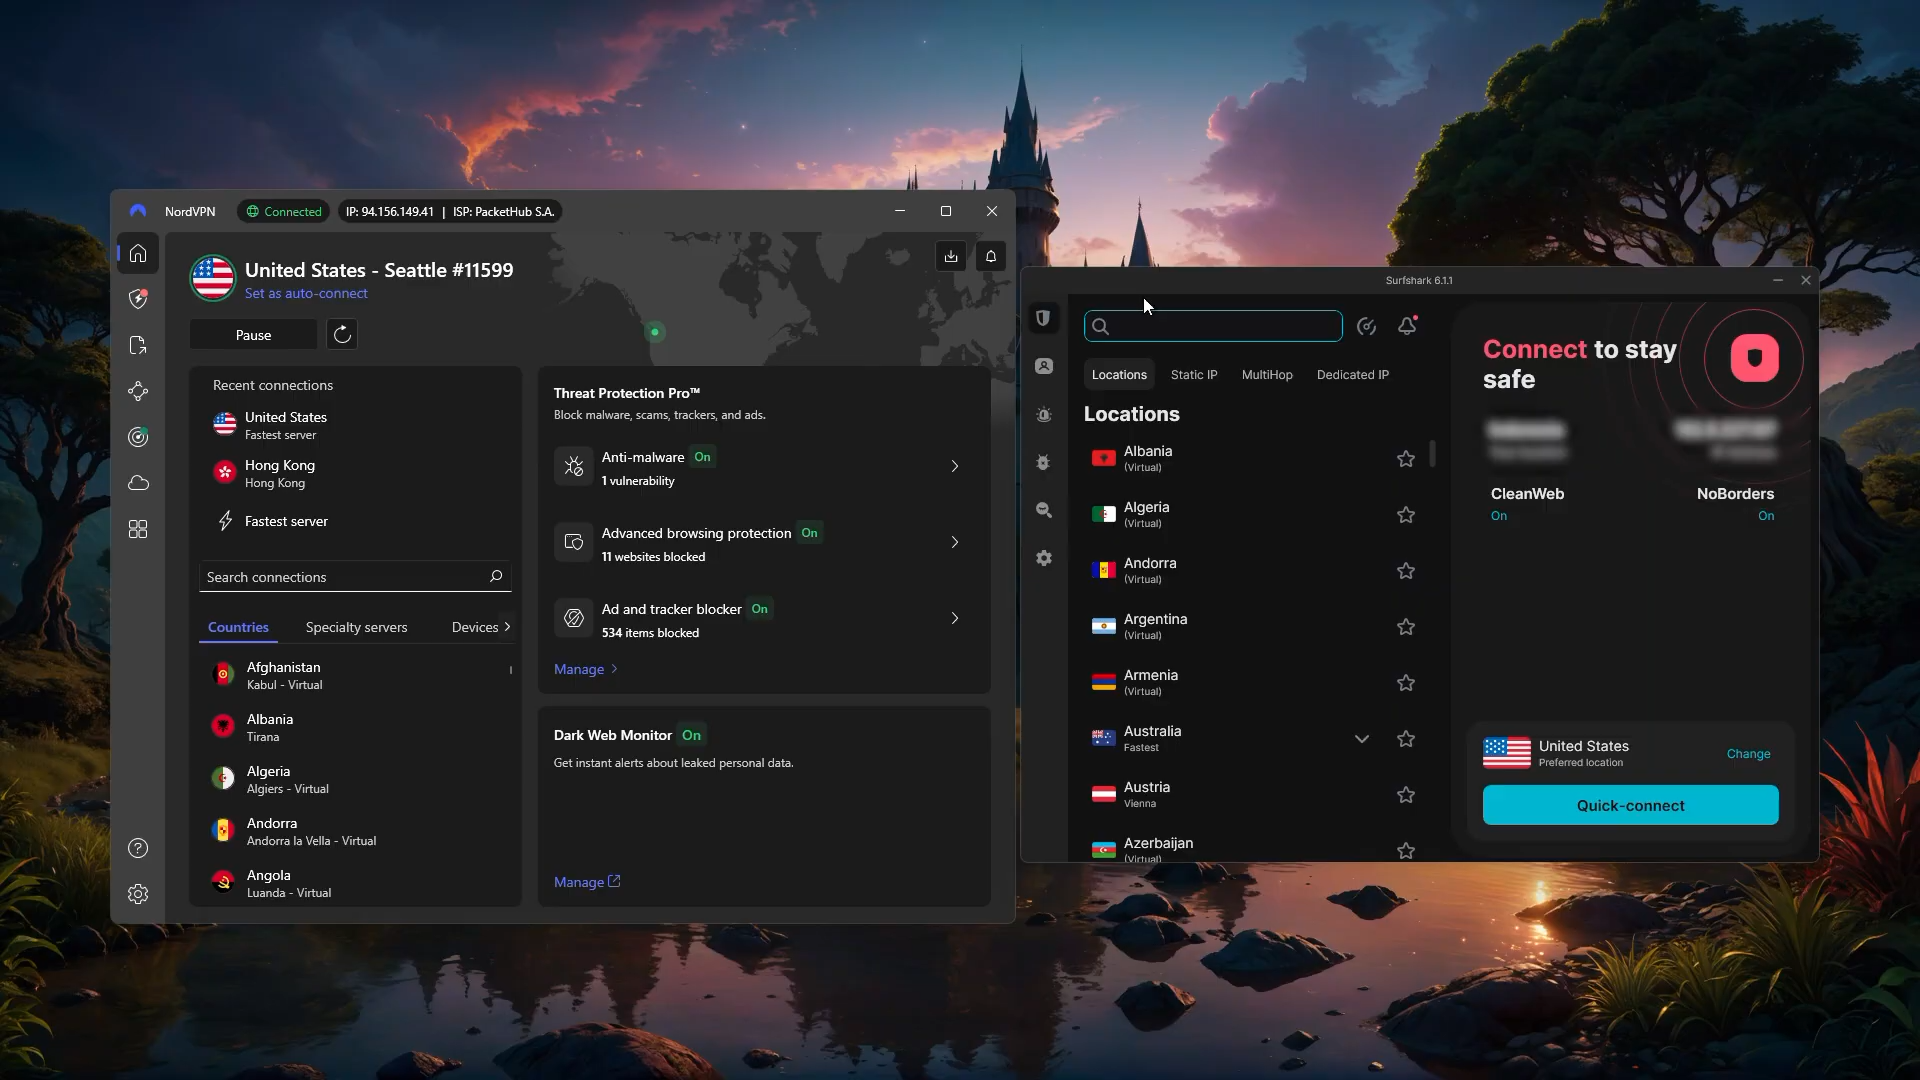 NordVPN
Connected
IP: 94.156.149.41 | ISP: PacketHub S.A.
United States - Seattle #11599
Set as auto-connect
Pause
Recent connections
United States
Fastest server
Hong Kong
Hong Kong
Fastest server
Search connections
Countries
Specialty servers
Devices
Afghanistan
Kabul - Virtual
Albania
Tirana
Algeria
Algiers - Virtual
Andorra
Andorra la Vella - Virtual
Angola
Luanda - Virtual
Threat Protection Pro™
Block malware, scams, trackers, and ads.
Anti-malware On
1 vulnerability
Advanced browsing protection On
11 websites blocked
Ad and tracker blocker On
534 items blocked
Manage
Dark Web Monitor On
Get instant alerts about leaked personal data.
Manage
Surfshark 6.1.1
Locations
Static IP
MultiHop
Dedicated IP
Locations
Albania
(Virtual)
Algeria
(Virtual)
Andorra
(Virtual)
Argentina
(Virtual)
Armenia
(Virtual)
Australia
Fastest
Austria
Vienna
Azerbaijan
(Virtual)
Connect to stay
safe
CleanWeb
On
NoBorders
On
United States
Preferred location
Change
Quick-connect